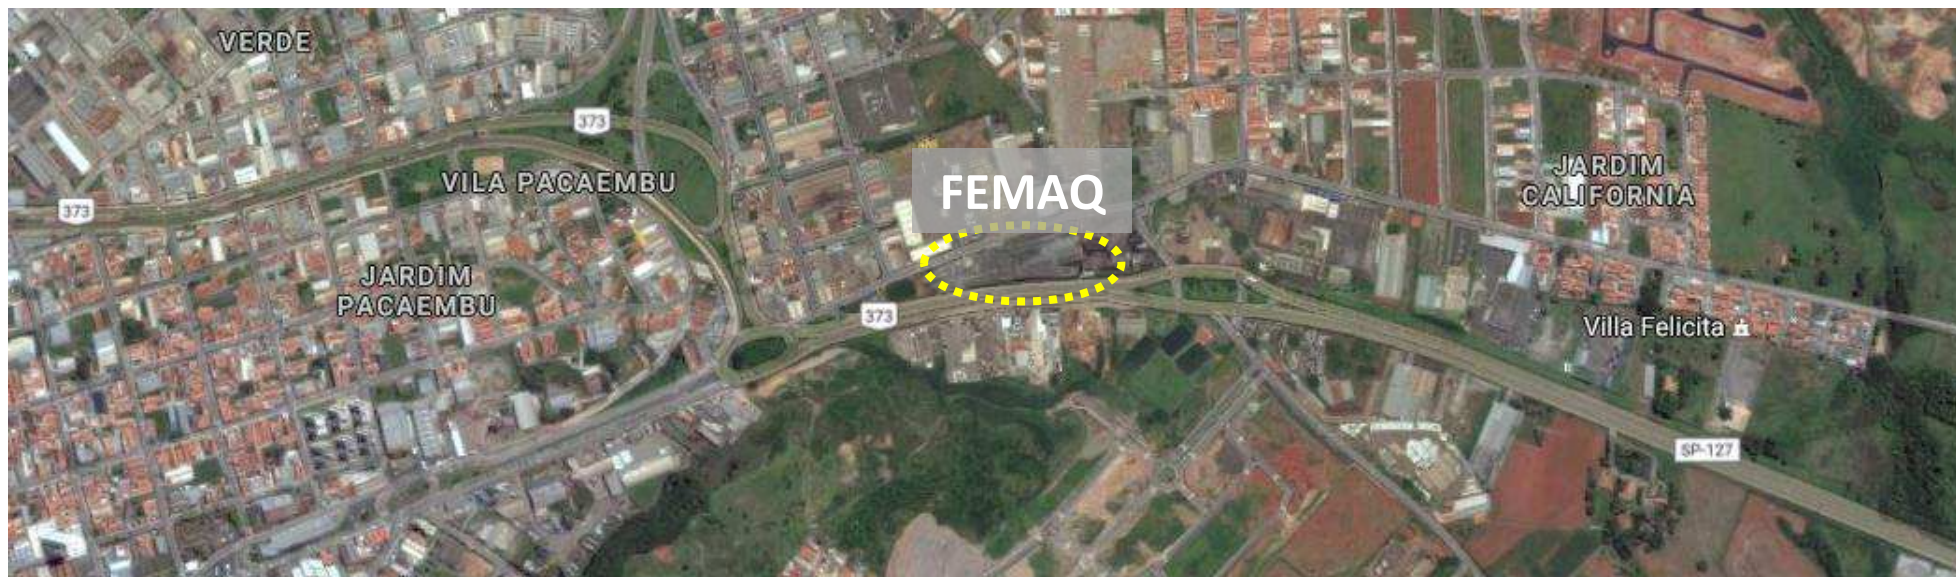 VERDE
373
VILA PACAEMBU
373
FEMAQ
JARDIM
CALIFORNIA
JARDIM
PACAEMBU
373
Villa Felicita
SP-127